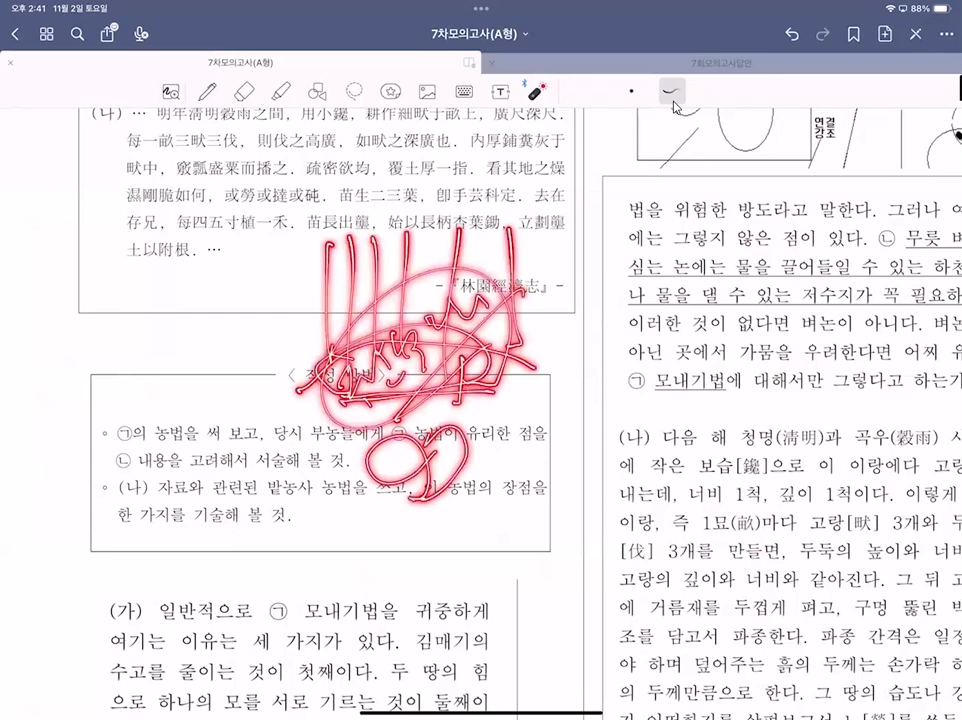 오후 2:41 11월 2일 토요일
88%
7차모의고사(A형)
7차모의고사(A형)
7회모의고사답안
(나) … 明年淸明穀雨之間, 用小鑱, 耕作細畎于畝上, 廣尺深尺.
每一畝三畎三伐, 則伐之高廣, 如畎之深廣也. 內厚鋪糞灰于
畎中, 竅瓢盛粟而播之. 疏密欲均, 覆土厚一指. 看其地之燥
濕剛脆如何, 或勞或撻或砘. 苗生二三葉, 卽手芸科定. 去在
存兄, 每四五寸植一禾. 苗長出壟, 始以長柄杏葉鋤, 立劃壟
土以附根. …
-『林園經濟志』-
◦ ㉠의 농법을 써 보고, 당시 부농들에게 농법이 유리한 점을
㉡ 내용을 고려해서 서술해 볼 것.
◦ (나) 자료와 관련된 밭농사 농법을 쓰고, 농법의 장점을
한 가지를 기술해 볼 것.
(가) 일반적으로 ㉠ 모내기법을 귀중하게
여기는 이유는 세 가지가 있다. 김매기의
수고를 줄이는 것이 첫째이다. 두 땅의 힘
으로 하나의 모를 서로 기르는 것이 둘째이
연결
강조
법을 위험한 방도라고 말한다. 그러나 여
에는 그렇지 않은 점이 있다. ㉡ 무릇 벼
심는 논에는 물을 끌어들일 수 있는 하천
나 물을 댈 수 있는 저수지가 꼭 필요하
이러한 것이 없다면 벼논이 아니다. 벼논
아닌 곳에서 가뭄을 우려한다면 어찌 유
㉠ 모내기법에 대해서만 그렇다고 하는가
(나) 다음 해 청명(淸明)과 곡우(穀雨) 사
에 작은 보습[鑱]으로 이 이랑에다 고랑
내는데, 너비 1척, 깊이 1척이다. 이렇게
이랑, 즉 1묘(畝)마다 고랑[畎] 3개와 두
[伐] 3개를 만들면, 두둑의 높이와 너비
고랑의 깊이와 너비와 같아진다. 그 뒤 고
에 거름재를 두껍게 펴고, 구멍 뚫린 박
조를 담고서 파종한다. 파종 간격은 일정
야 하며 덮어주는 흙의 두께는 손가락 하
의 두께만큼으로 한다. 그 땅의 습도나 강